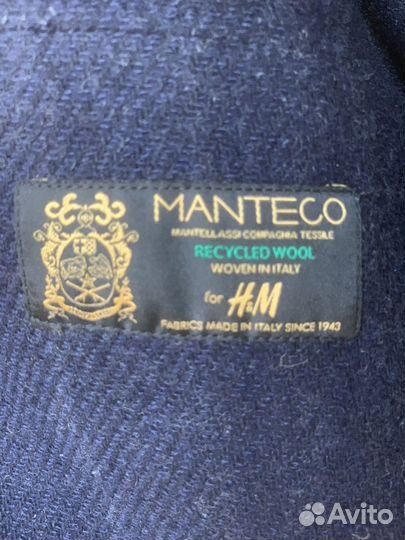 MANTECO
MANTELLASSI COMPAGNIA TESSILE
RECYCLED WOOL
WOVEN IN ITALY
for H&M
FABRICS MADE IN ITALY SINCE 1943
Avito